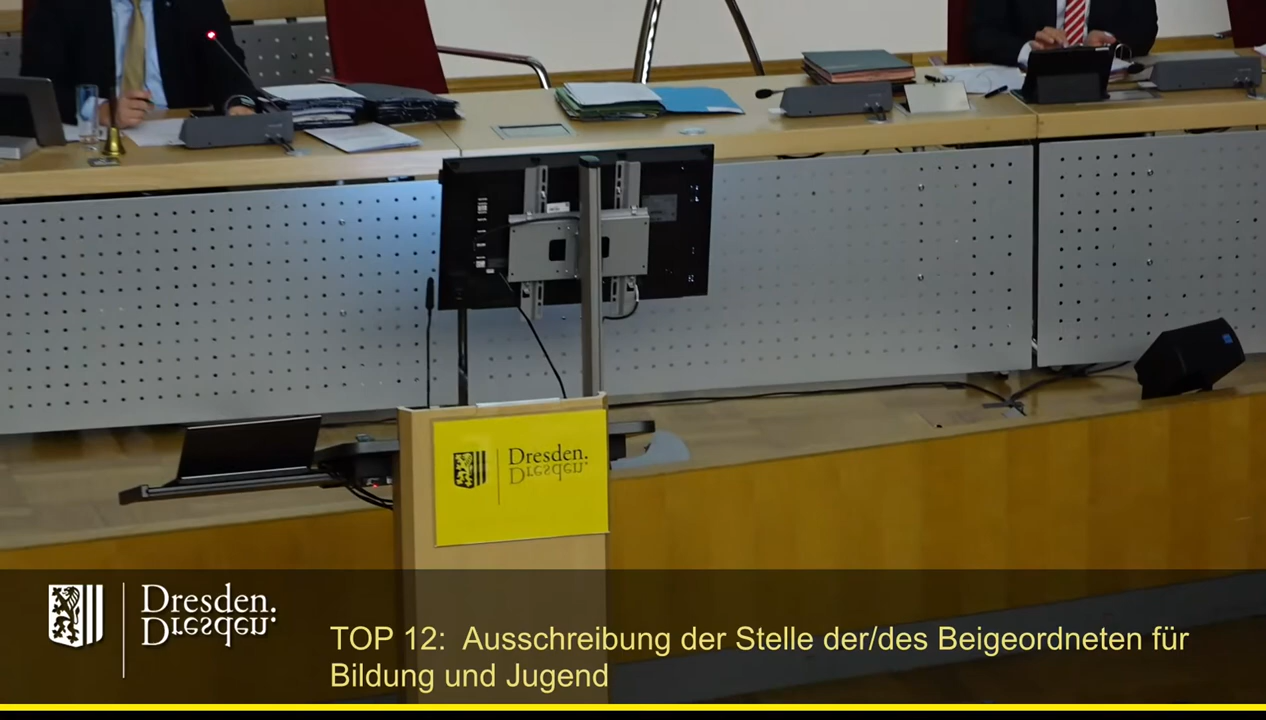 Dresden.
Dresden.
Dresden.
Dresden.
TOP 12:  Ausschreibung der Stelle der/des Beigeordneten für
Bildung und Jugend